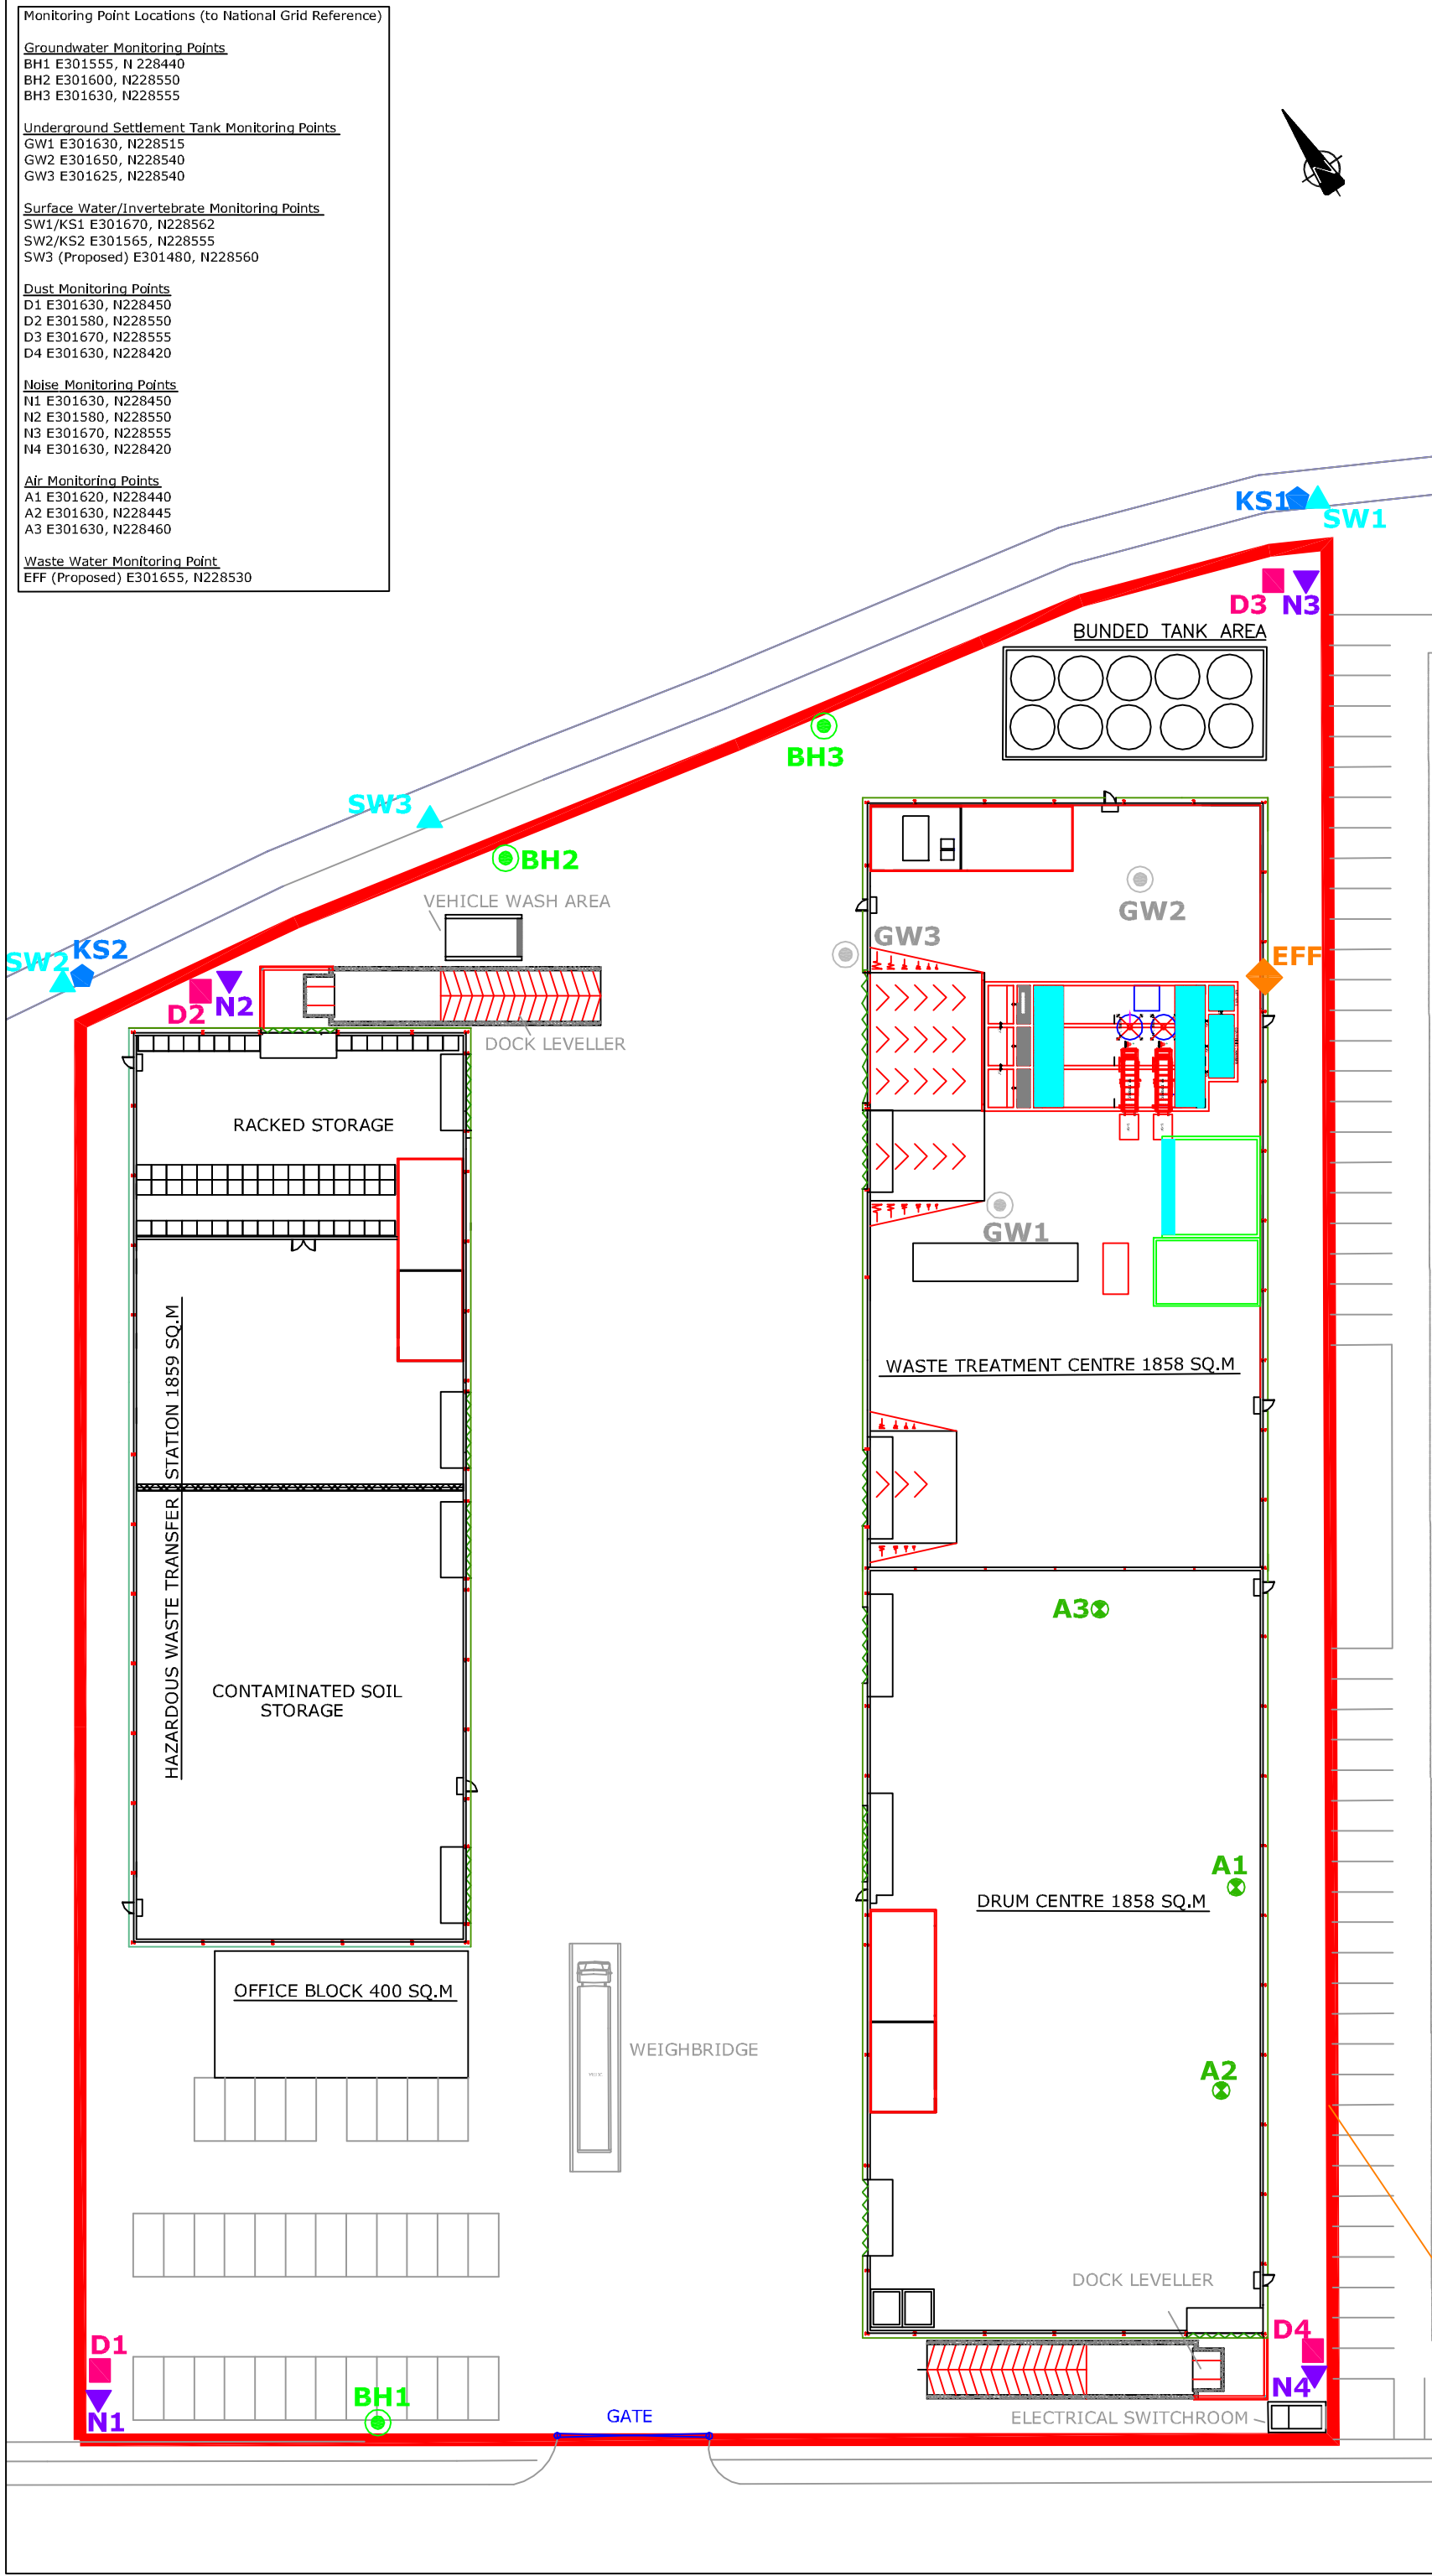 Monitoring Point Locations (to National Grid Reference)
Groundwater Monitoring Points
BH1 E301555, N 228440
BH2 E301600, N228550
BH3 E301630, N228555
Underground Settlement Tank Monitoring Points
GW1 E301630, N228515
GW2 E301650, N228540
GW3 E301625, N228540
Surface Water/Invertebrate Monitoring Points
SW1/KS1 E301670, N228562
SW2/KS2 E301565, N228555
SW3 (Proposed) E301480, N228560
Dust Monitoring Points
D1 E301630, N228450
D2 E301580, N228550
D3 E301670, N228555
D4 E301630, N228420
Noise Monitoring Points
N1 E301630, N228450
N2 E301580, N228550
N3 E301670, N228555
N4 E301630, N228420
Air Monitoring Points
A1 E301620, N228440
A2 E301630, N228445
A3 E301630, N228460
Waste Water Monitoring Point
EFF (Proposed) E301655, N228530
KS1
SW1
D3 N3
BUNDED TANK AREA
BH3
SW3
BH2
VEHICLE WASH AREA
GW2
GW3
KS2
SW2
EFF
D2 N2
DOCK LEVELLER
RACKED STORAGE
GW1
WASTE TREATMENT CENTRE 1858 SQ.M
HAZARDOUS WASTE TRANSFER STATION 1859 SQ.M
A3
CONTAMINATED SOIL
STORAGE
A1
DRUM CENTRE 1858 SQ.M
OFFICE BLOCK 400 SQ.M
WEIGHBRIDGE
A2
DOCK LEVELLER
D4
D1
N4
BH1
N1
GATE
ELECTRICAL SWITCHROOM